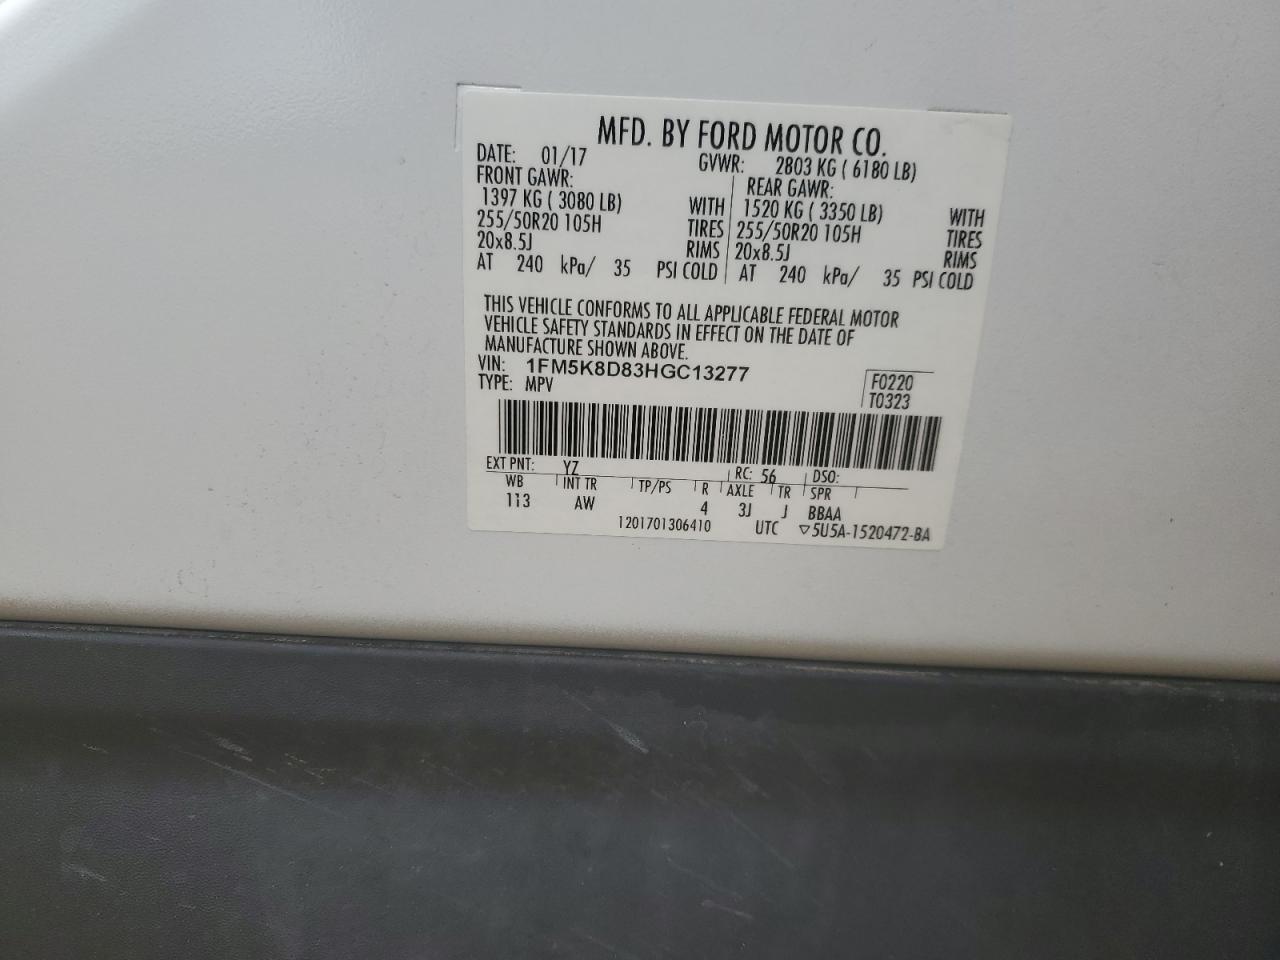 MFD. BY FORD MOTOR CO.
DATE: 01/17 GVWR: 2803 KG ( 6180 LB)
FRONT GAWR: REAR GAWR:
1397 KG ( 3080 LB) WITH 1520 KG ( 3350 LB) WITH
255/50R20 105H TIRES 255/50R20 105H TIRES
20x8.5J RIMS 20x8.5J RIMS
AT 240 kPa/ 35 PSI COLD AT 240 kPa/ 35 PSI COLD
THIS VEHICLE CONFORMS TO ALL APPLICABLE FEDERAL MOTOR
VEHICLE SAFETY STANDARDS IN EFFECT ON THE DATE OF
MANUFACTURE SHOWN ABOVE.
VIN: 1FM5K8D83HGC13277
TYPE: MPV
F0220
T0323
EXT PNT: YZ RC: 56 DSO:
WB INT TR TP/PS R AXLE TR SPR
113 AW 4 3J J BBAA
1201701306410 UTC ▽5U5A-1520472-BA